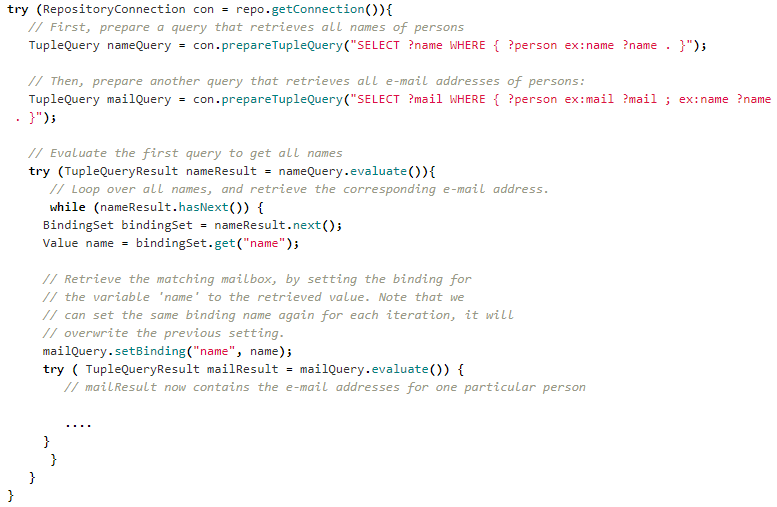 try (RepositoryConnection con = repo.getConnection()){
   // First, prepare a query that retrieves all names of persons
   TupleQuery nameQuery = con.prepareTupleQuery("SELECT ?name WHERE { ?person ex:name ?name . }");

   // Then, prepare another query that retrieves all e-mail addresses of persons:
   TupleQuery mailQuery = con.prepareTupleQuery("SELECT ?mail WHERE { ?person ex:mail ?mail ; ex:name ?name
 . }");

   // Evaluate the first query to get all names
   try (TupleQueryResult nameResult = nameQuery.evaluate()){
      // Loop over all names, and retrieve the corresponding e-mail address.
      while (nameResult.hasNext()) {
     BindingSet bindingSet = nameResult.next();
     Value name = bindingSet.get("name");

     // Retrieve the matching mailbox, by setting the binding for
     // the variable 'name' to the retrieved value. Note that we
     // can set the same binding name again for each iteration, it will
     // overwrite the previous setting.
     mailQuery.setBinding("name", name);
     try ( TupleQueryResult mailResult = mailQuery.evaluate()) {
        // mailResult now contains the e-mail addresses for one particular person

        ....
     }
      }
   }
}